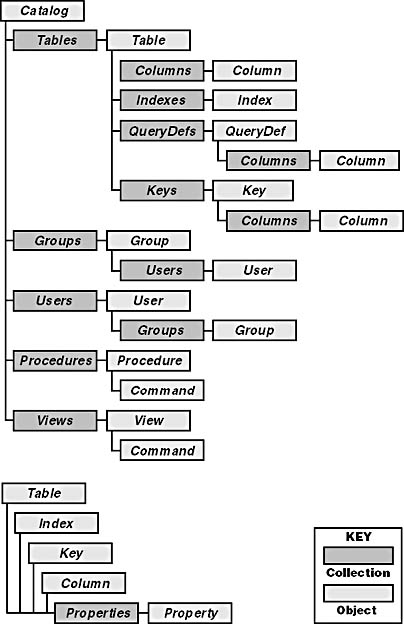 Catalog
Tables Table
Columns Column
Indexes Index
QueryDefs QueryDef
Columns Column
Keys Key
Columns Column
Groups Group
Users User
Users User
Groups Group
Procedures Procedure
Command
Views View
Command
Table
Index
Key
Column
Properties Property
KEY
Collection
Object